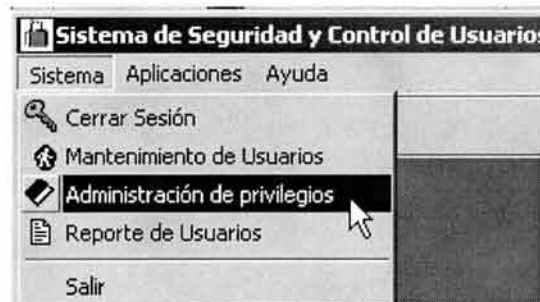 Sistema de Seguridad y Control de Usuarios
Sistema Aplicaciones Ayuda
Cerrar Sesión
Mantenimiento de Usuarios
Administración de privilegios
Reporte de Usuarios
Salir